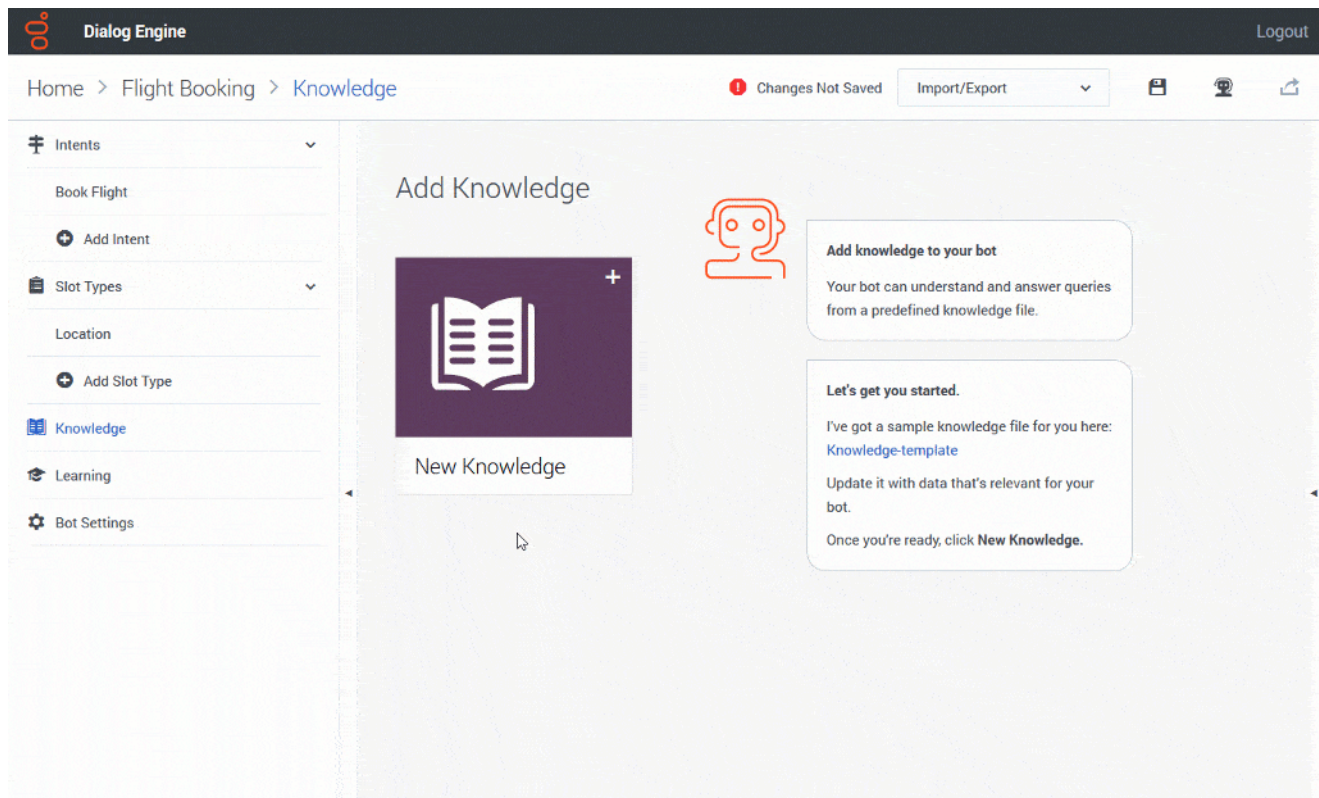 Dialog Engine
Logout
Home > Flight Booking > Knowledge
Changes Not Saved
Import/Export
Intents
Book Flight
Add Intent
Slot Types
Location
Add Slot Type
Knowledge
Learning
Bot Settings
Add Knowledge
New Knowledge
Add knowledge to your bot
Your bot can understand and answer queries
from a predefined knowledge file.
Let's get you started.
I've got a sample knowledge file for you here:
Knowledge-template
Update it with data that's relevant for your
bot.
Once you're ready, click New Knowledge.